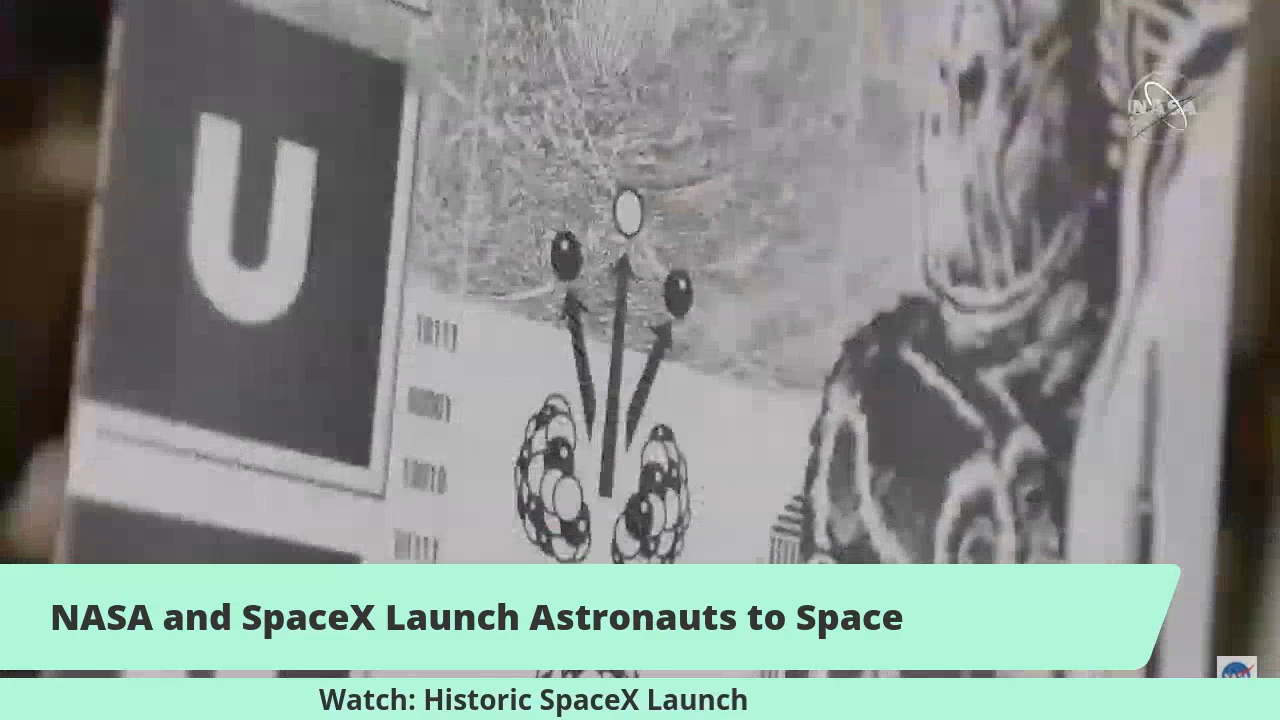 NASA
U
NASA and SpaceX Launch Astronauts to Space
Watch: Historic SpaceX Launch